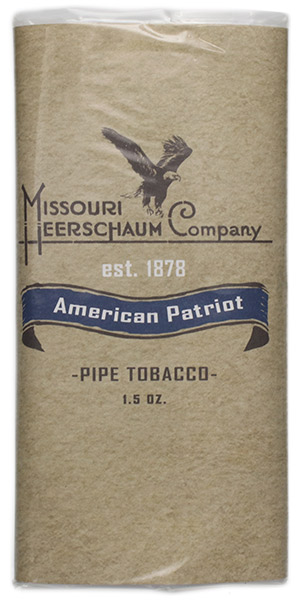 Missouri
Meerschaum Company
est. 1878
American Patriot
-PIPE TOBACCO-
1.5 OZ.